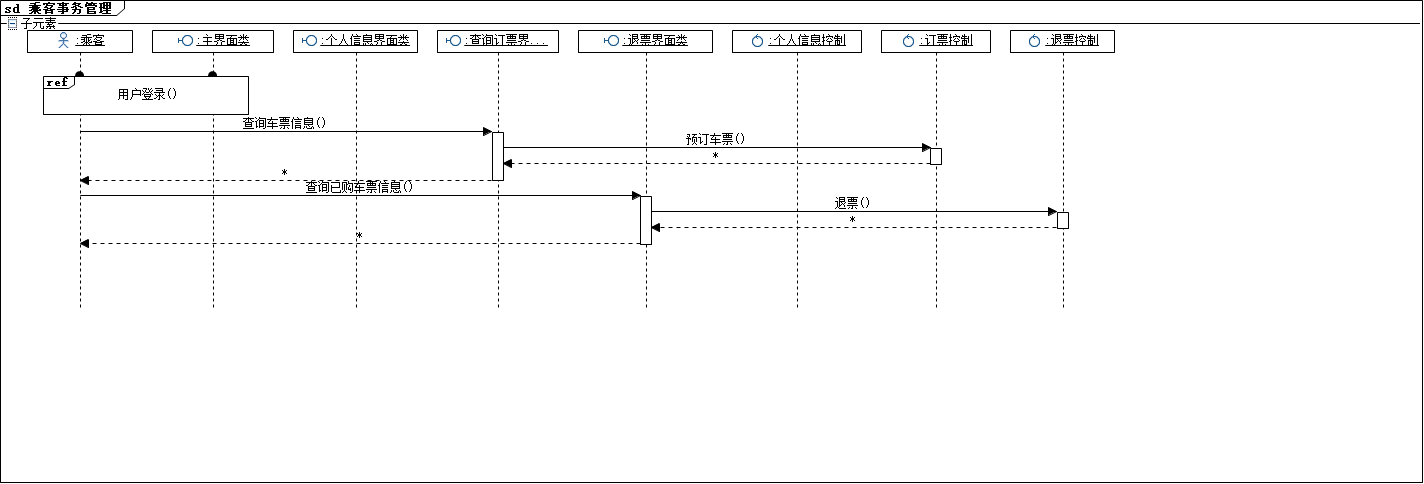 sd 乘客事务管理
子元素
:乘客
:主界面类
:个人信息界面类
:查询订票界...
:退票界面类
:个人信息控制
:订票控制
:退票控制
ref
用户登录()
查询车票信息()
预订车票()
*
*
查询已购车票信息()
退票()
*
*